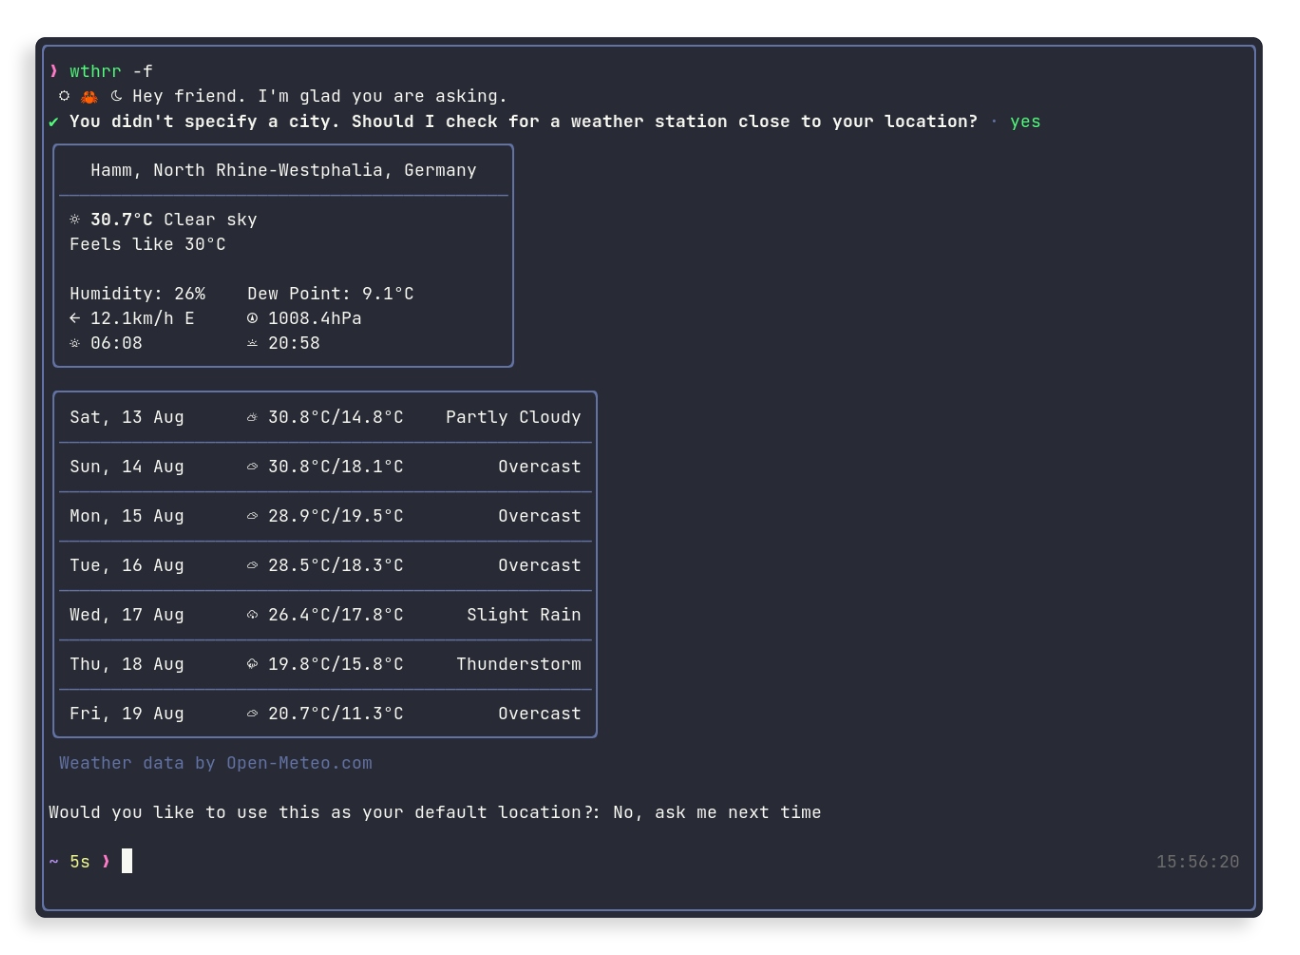 ❱ wthrr -f
Hey friend. I'm glad you are asking.
✔ You didn't specify a city. Should I check for a weather station close to your location? · yes
Hamm, North Rhine-Westphalia, Germany
30.7°C Clear sky
Feels like 30°C
Humidity: 26% Dew Point: 9.1°C
← 12.1km/h E 1008.4hPa
06:08 20:58
Sat, 13 Aug 30.8°C/14.8°C Partly Cloudy
Sun, 14 Aug 30.8°C/18.1°C Overcast
Mon, 15 Aug 28.9°C/19.5°C Overcast
Tue, 16 Aug 28.5°C/18.3°C Overcast
Wed, 17 Aug 26.4°C/17.8°C Slight Rain
Thu, 18 Aug 19.8°C/15.8°C Thunderstorm
Fri, 19 Aug 20.7°C/11.3°C Overcast
Weather data by Open-Meteo.com
Would you like to use this as your default location?: No, ask me next time
~ 5s ❱ 15:56:20